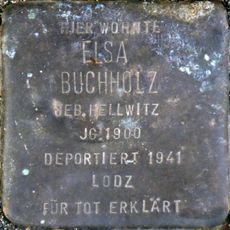 HIER WOHNTE
ELSA
BUCHHOLZ
GEB. HELLWITZ
JG. 1900
DEPORTIERT 1941
LODZ
FÜR TOT ERKLÄRT